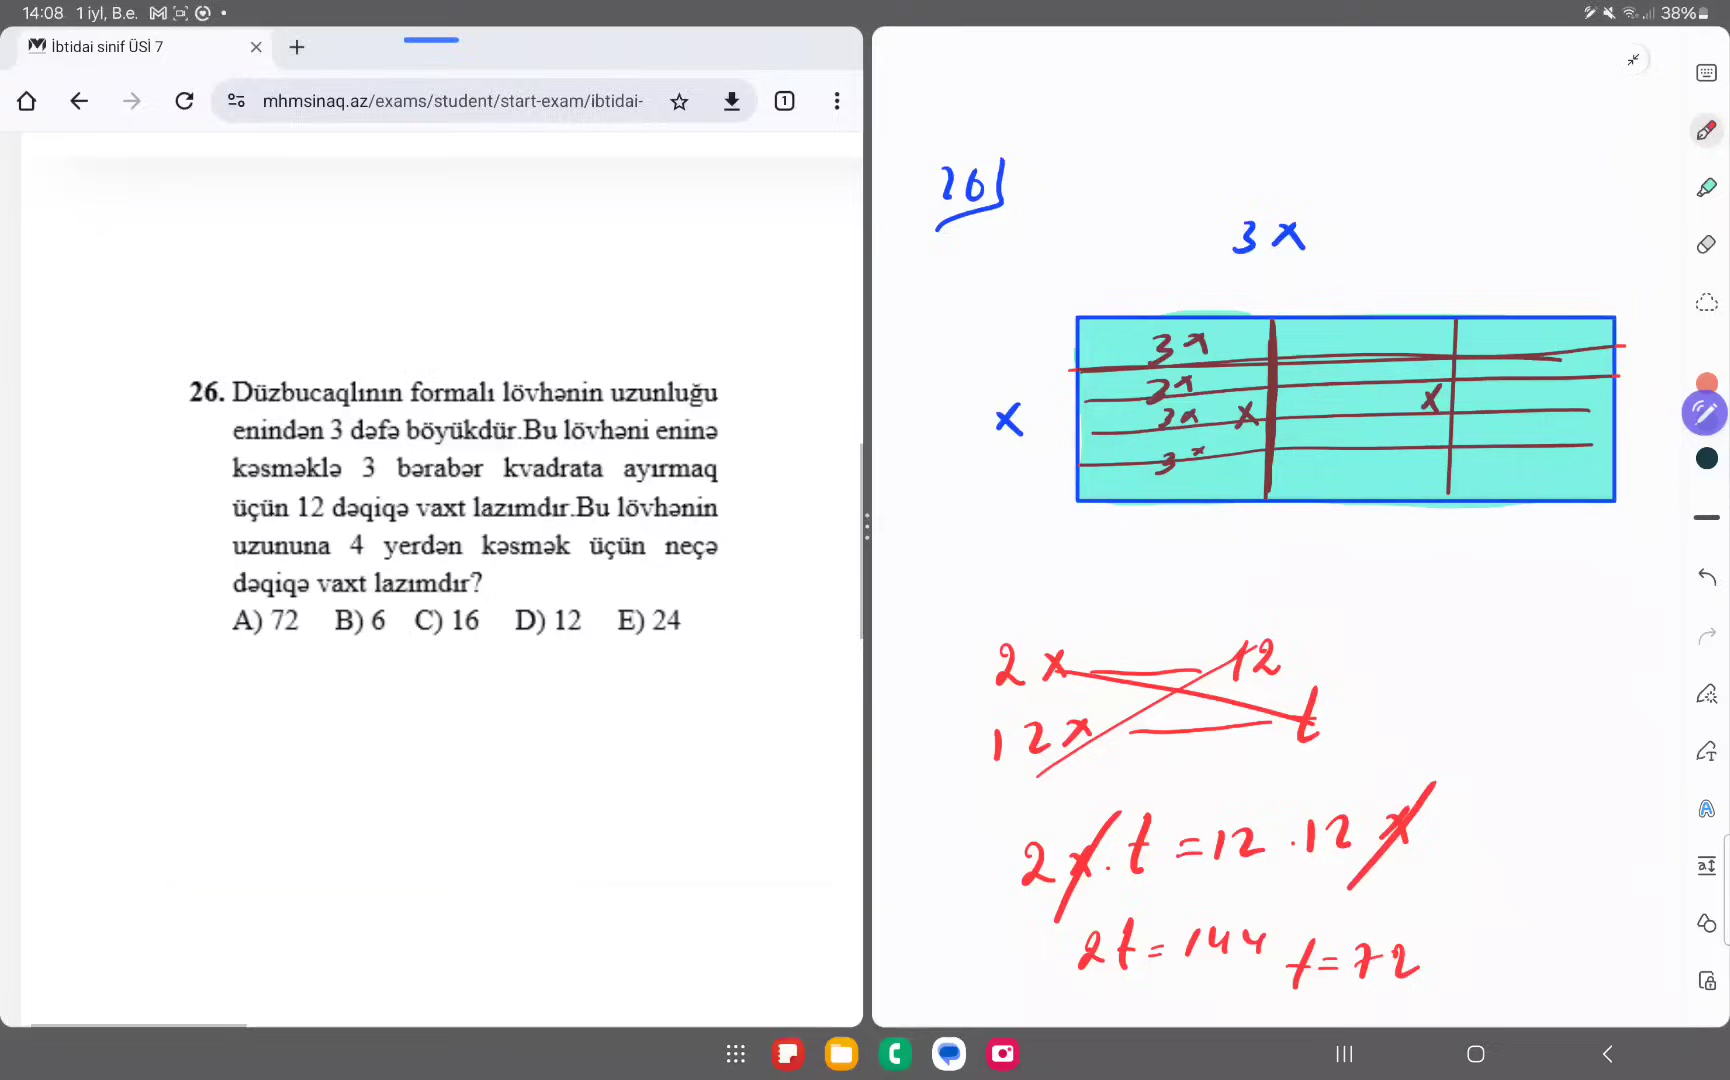 14:08 1 iyl, B.e.
38%
İbtidai sinif ÜSİ 7
mhmsinaq.az/exams/student/start-exam/ibtidai-
1
26. Düzbucaqlının formalı lövhənin uzunluğu
enindən 3 dəfə böyükdür.Bu lövhəni eninə
kəsməklə 3 bərabər kvadrata ayırmaq
üçün 12 dəqiqə vaxt lazımdır.Bu lövhənin
uzununa 4 yerdən kəsmək üçün neçə
dəqiqə vaxt lazımdır?
A) 72 B) 6 C) 16 D) 12 E) 24
26
3x
3x
3x
x
3x x x
3x
2x 12
12x t
2x . t = 12 . 12 x
2t = 144 t = 72